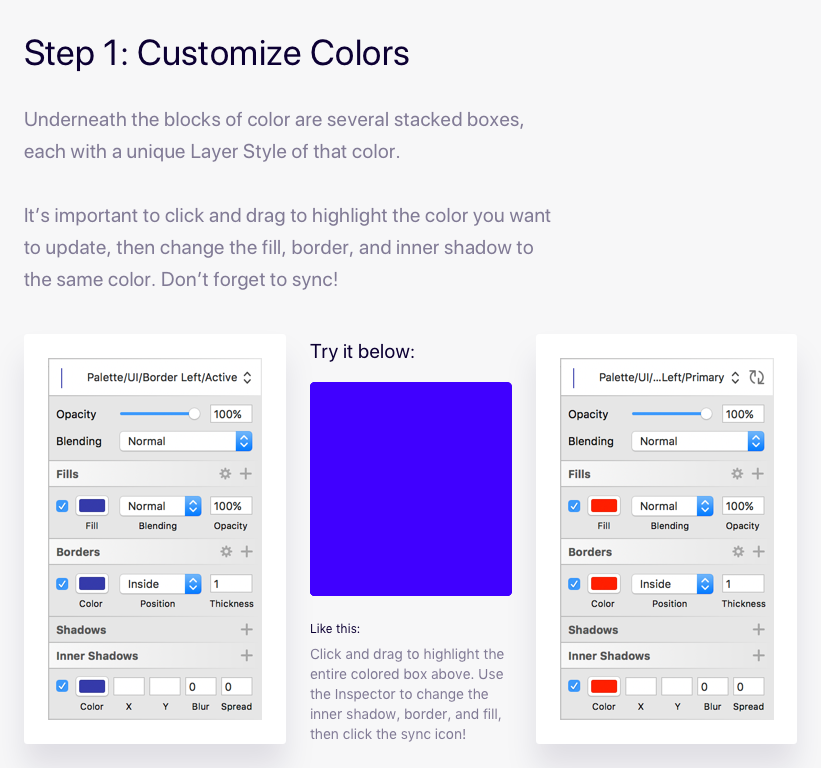 Step 1: Customize Colors
Underneath the blocks of color are several stacked boxes,
each with a unique Layer Style of that color.
It’s important to click and drag to highlight the color you want
to update, then change the fill, border, and inner shadow to
the same color. Don’t forget to sync!
Palette/UI/Border Left/Active
Opacity 100%
Blending Normal
Fills
Normal 100%
Fill Blending Opacity
Borders
Inside 1
Color Position Thickness
Shadows
Inner Shadows
0 0
Color X Y Blur Spread
Try it below:
Like this:
Click and drag to highlight the
entire colored box above. Use
the Inspector to change the
inner shadow, border, and fill,
then click the sync icon!
Palette/UI/...Left/Primary
Opacity 100%
Blending Normal
Fills
Normal 100%
Fill Blending Opacity
Borders
Inside 1
Color Position Thickness
Shadows
Inner Shadows
0 0
Color X Y Blur Spread